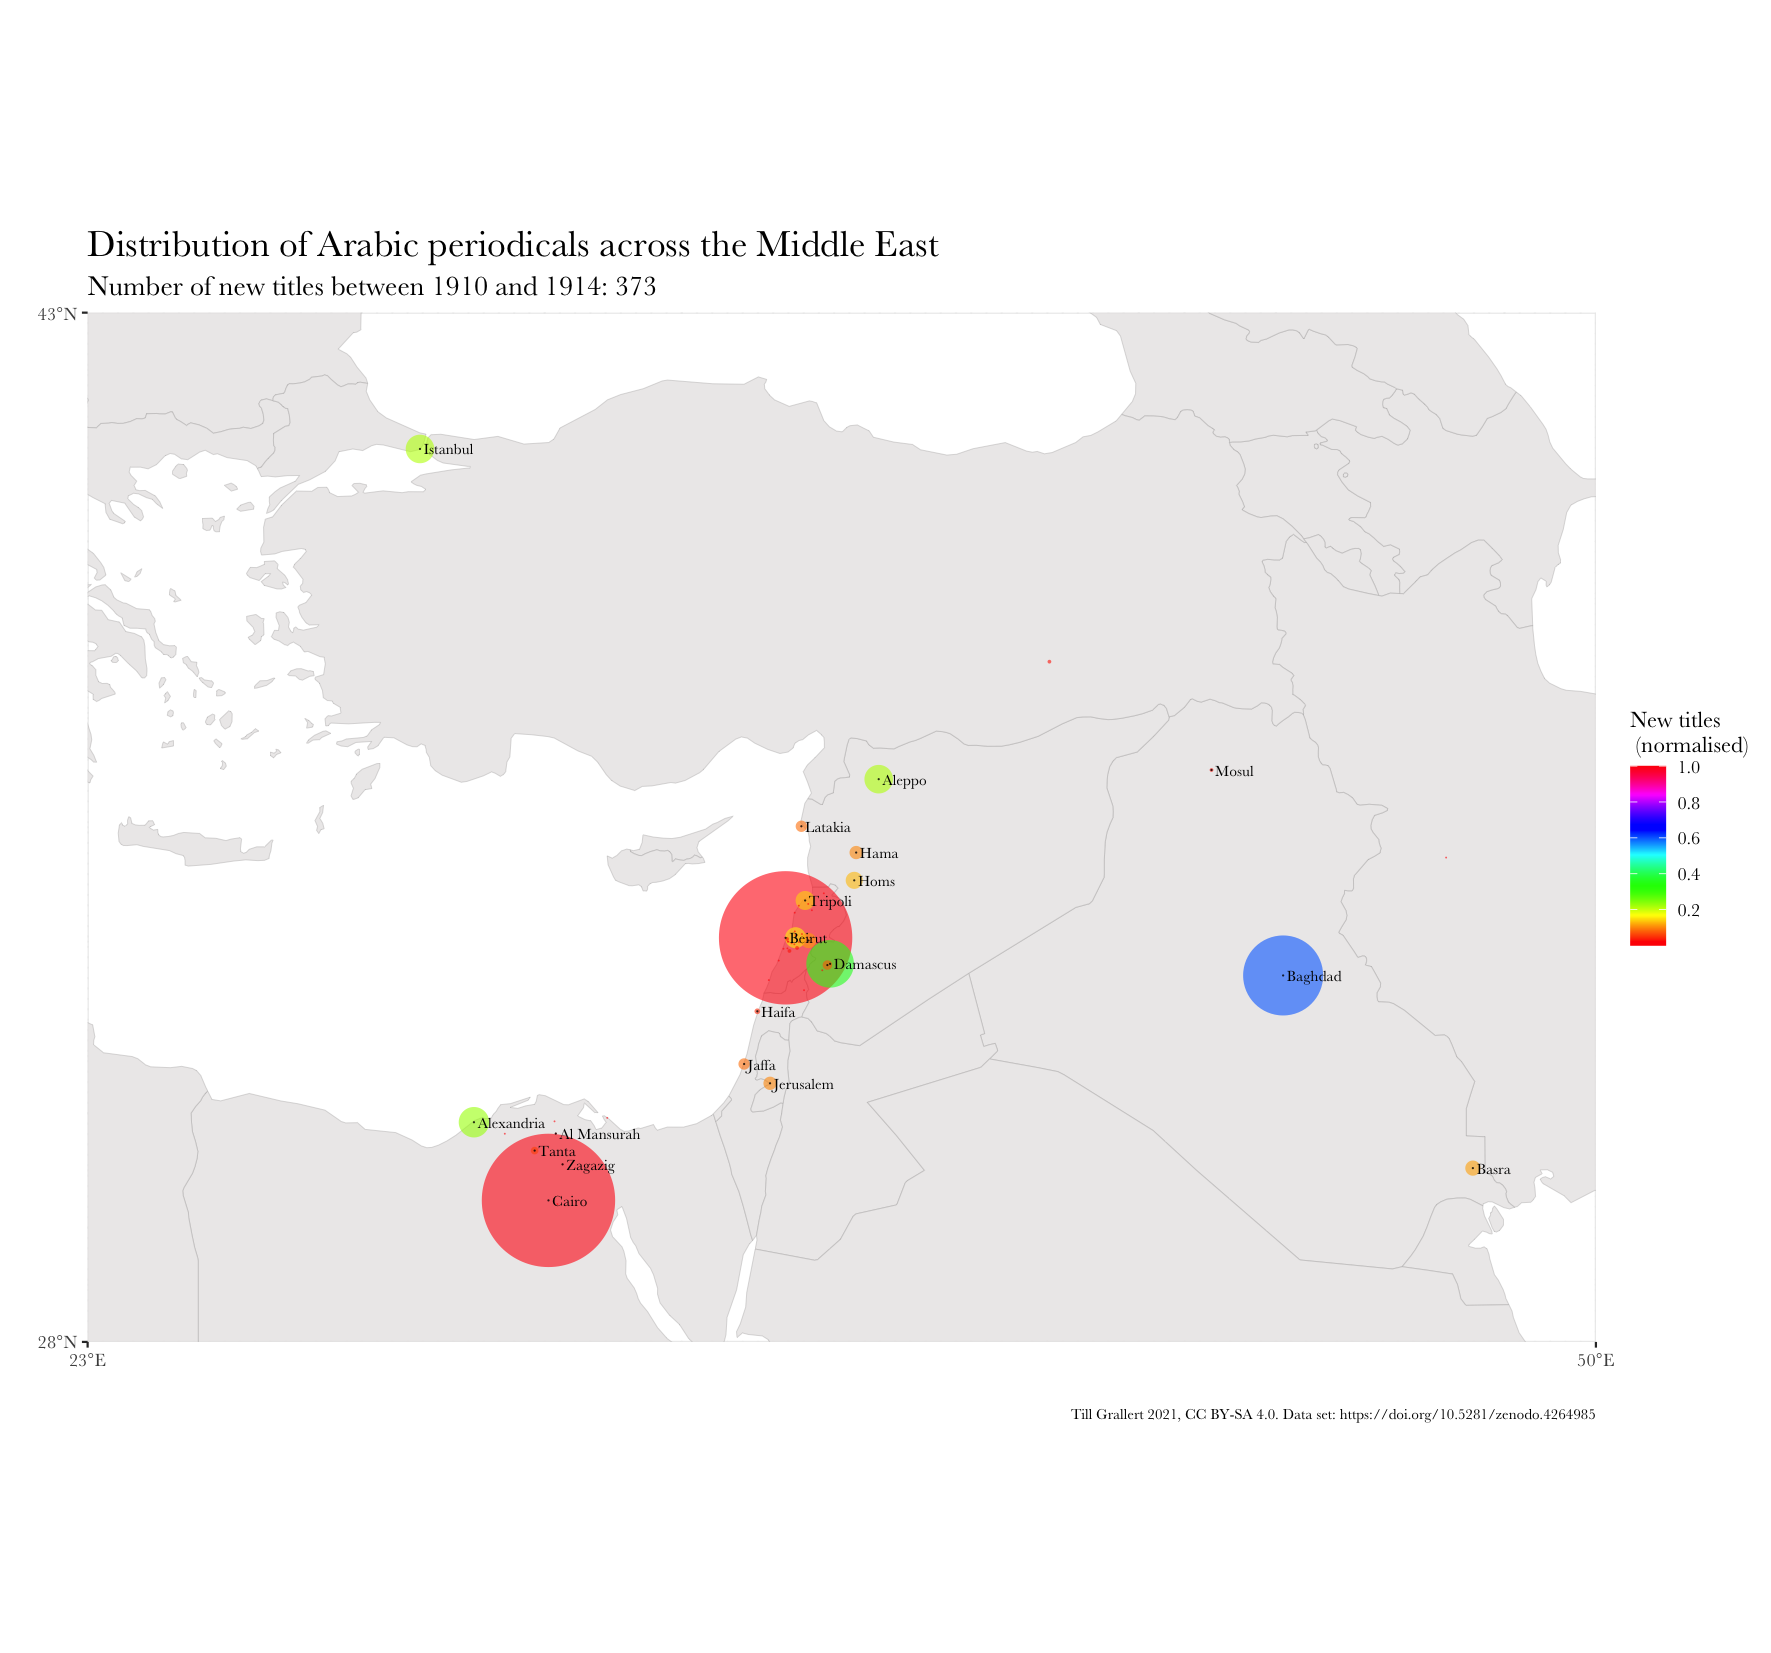 Distribution of Arabic periodicals across the Middle East
Number of new titles between 1910 and 1914: 373
43°N
Istanbul
New titles
(normalised)
1.0
0.8
0.6
0.4
0.2
Mosul
Aleppo
Latakia
Hama
Homs
Tripoli
Beirut
Damascus
Baghdad
Haifa
Jaffa
Jerusalem
Alexandria
Al Mansurah
Tanta
Zagazig
Basra
Cairo
28°N
23°E
50°E
Till Grallert 2021, CC BY-SA 4.0. Data set: https://doi.org/10.5281/zenodo.4264985